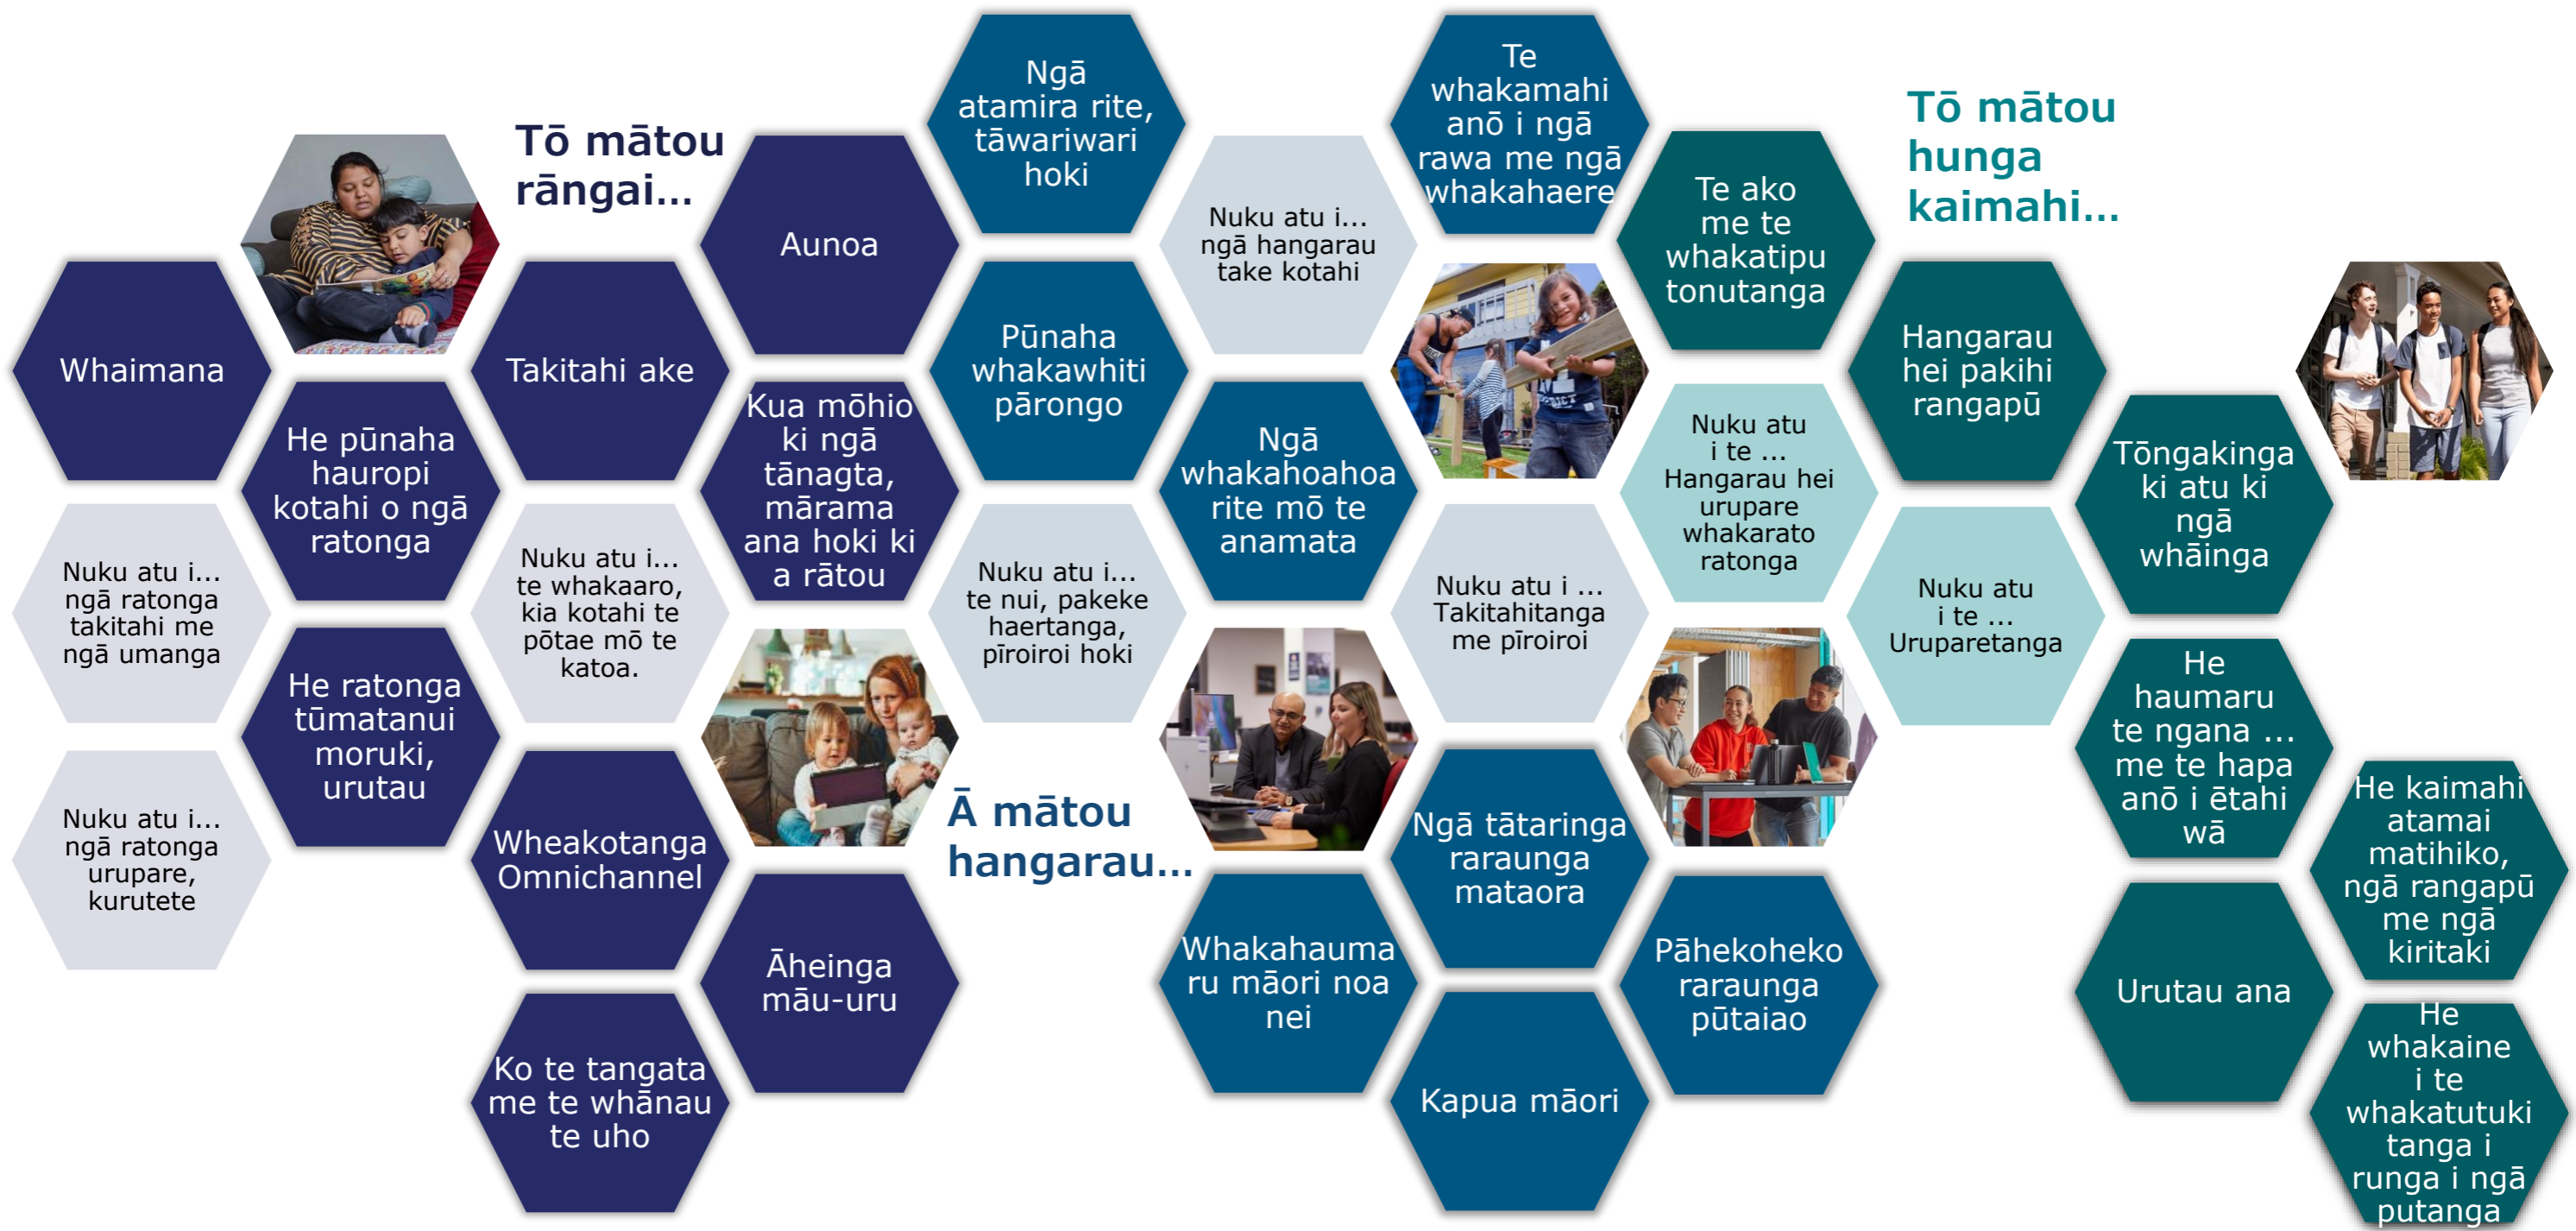 Tō mātou
rāngai...
Whaimana
He pūnaha
hauropi
kotahi o ngā
ratonga
Takitahi ake
Aunoa
Kua mōhio
ki ngā
tānagta,
mārama
ana hoki ki
a rātou
Nuku atu i...
ngā ratonga
takitahi me
ngā umanga
Nuku atu i...
te whakaaro,
kia kotahi te
pōtae mō te
katoa.
He ratonga
tūmatanui
moruki,
urutau
Nuku atu i...
ngā ratonga
urupare,
kurutete
Wheakotanga
Omnichannel
Āheinga
māu-uru
Ko te tangata
me te whānau
te uho
Ā mātou
hangarau...
Ngā
atamira rite,
tāwariwari
hoki
Pūnaha
whakawhiti
pārongo
Nuku atu i...
te nui, pakeke
haertanga,
pīroiroi hoki
Nuku atu i...
ngā hangarau
take kotahi
Ngā
whakahoahoa
rite mō te
anamata
Te
whakamahi
anō i ngā
rawa me ngā
whakahaere
Nuku atu i ...
Takitahitanga
me pīroiroi
Ngā tātaringa
raraunga
mataora
Whakahauma
ru māori noa
nei
Kapua māori
Pāhekoheko
raraunga
pūtaiao
Tō mātou
hunga
kaimahi...
Te ako
me te
whakatipu
tonutanga
Hangarau
hei pakihi
rangapū
Nuku atu
i te ...
Hangarau hei
urupare
whakarato
ratonga
Nuku atu
i te ...
Uruparetanga
Tōngakinga
ki atu ki
ngā
whāinga
He
haumaru
te ngana ...
me te hapa
anō i ētahi
wā
He kaimahi
atamai
matihiko,
ngā rangapū
me ngā
kiritaki
Urutau ana
He
whakaine
i te
whakatutuki
tanga i
runga i ngā
putanga